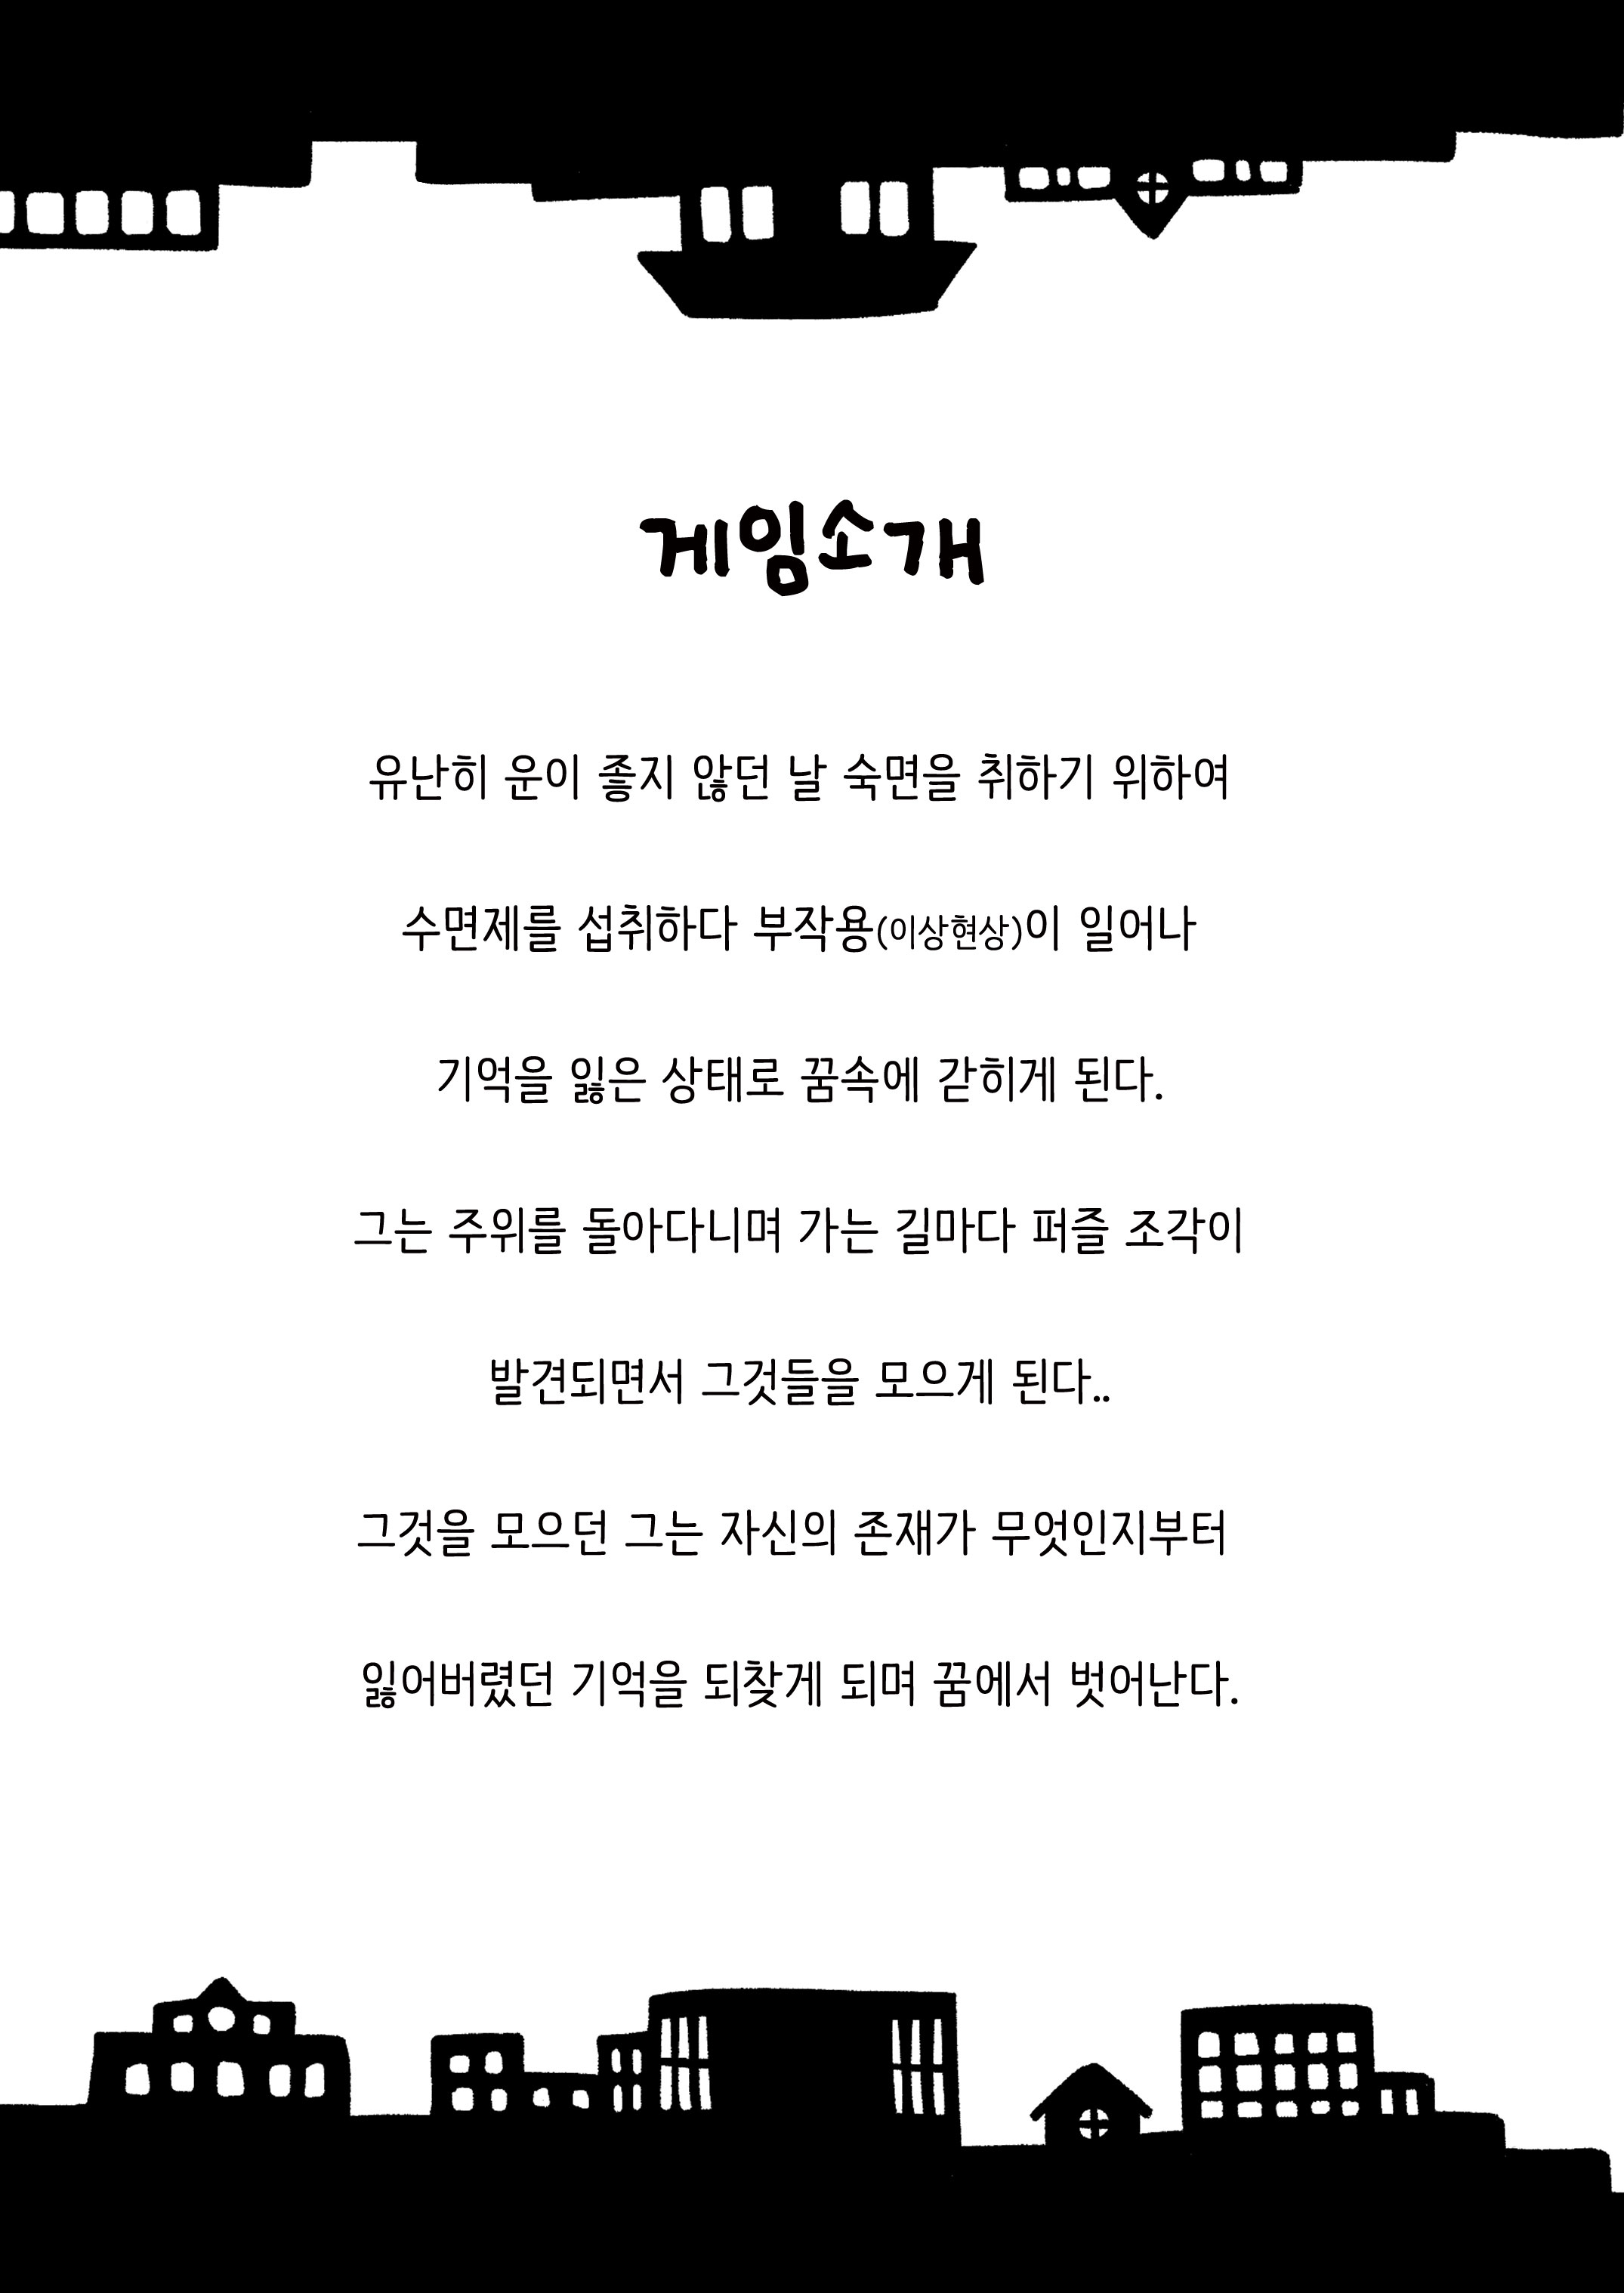 게임소개
유난히 운이 좋지 않던 날 숙면을 취하기 위하여
수면제를 섭취하다 부작용(이상현상)이 일어나
기억을 잃은 상태로 꿈속에 갇히게 된다.
그는 주위를 돌아다니며 가는 길마다 퍼즐 조각이
발견되면서 그것들을 모으게 된다..
그것을 모으던 그는 자신의 존재가 무엇인지부터
잃어버렸던 기억을 되찾게 되며 꿈에서 벗어난다.